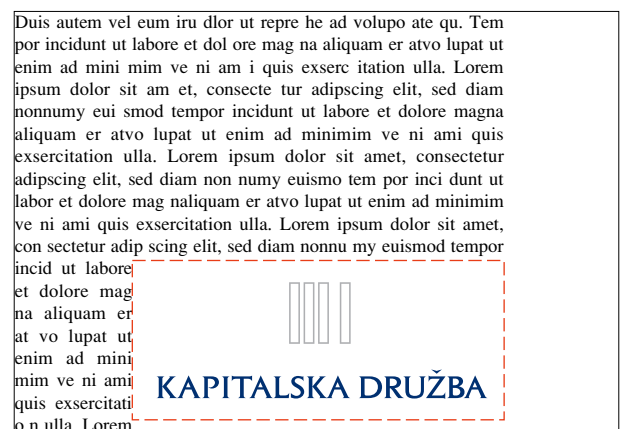 Duis autem vel eum iru dlor ut repre he ad volupo ate qu. Tem
por incidunt ut labore et dol ore mag na aliquam er atvo lupat ut
enim ad mini mim ve ni am i quis exserc itation ulla. Lorem
ipsum dolor sit am et, consecte tur adipscing elit, sed diam
nonnumy eui smod tempor incidunt ut labore et dolore magna
aliquam er atvo lupat ut enim ad minimim ve ni ami quis
exsercitation ulla. Lorem ipsum dolor sit amet, consectetur
adipscing elit, sed diam non numy euismo tem por inci dunt ut
labor et dolore mag naliquam er atvo lupat ut enim ad minimim
ve ni ami quis exsercitation ulla. Lorem ipsum dolor sit amet,
con sectetur adip scing elit, sed diam nonnu my euismod tempor
incid ut labore
et dolore mag
na aliquam er
at vo lupat ut
enim ad mini
mim ve ni ami
quis exsercitati
o n ulla. Lorem
KAPITALSKA DRUŽBA